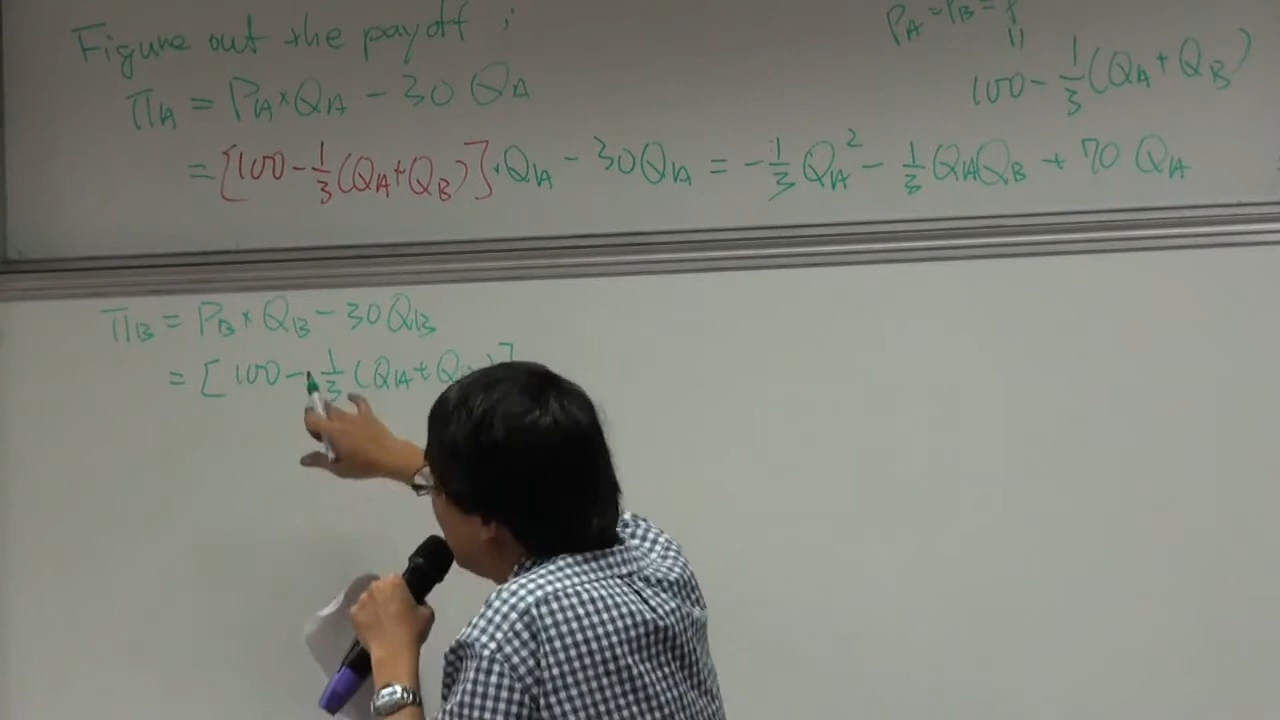 Figure out the payoff :
PA = PB = P
=
100 - 1/3 (QA + QB)
πA = PA × QA - 30 QA
= [100 - 1/3 (QA + QB)] · QA - 30QA = -1/3 QA² - 1/3 QAQB + 70 QA
πB = PB × QB - 30 QB
= [100 - 1/3 (QA + Q )]